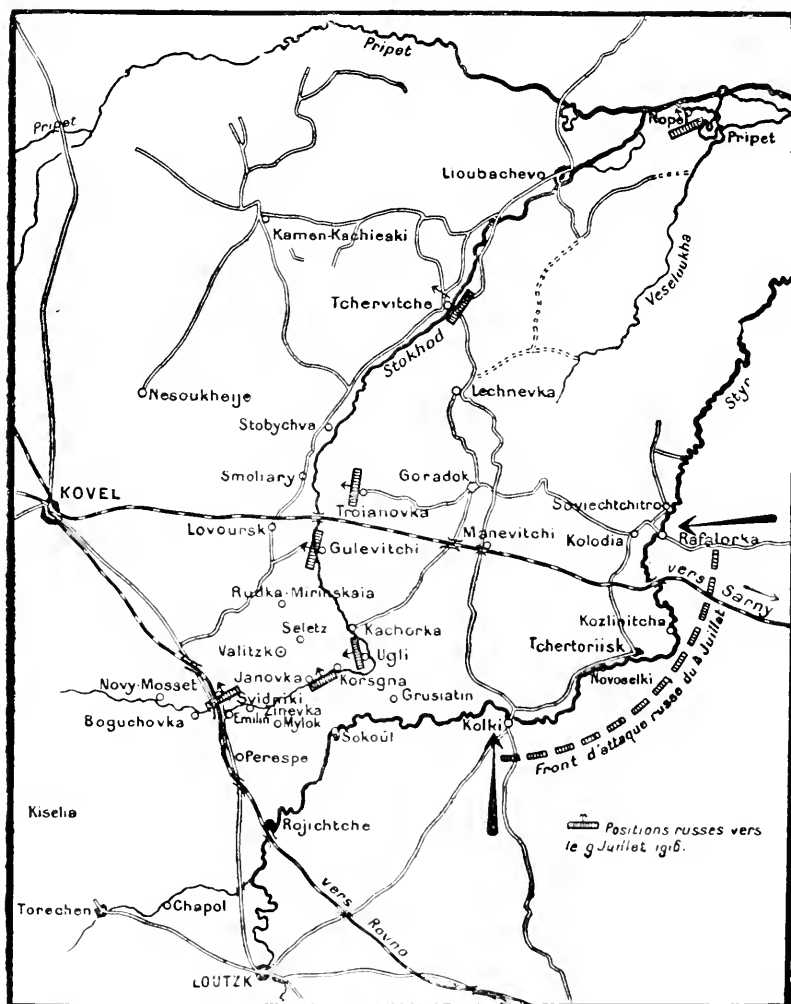 Pripet
Pripet
Pripet
Lioubachevo
Kamen-Kachieaki
Veseloukha
Tchervitche
Stokhod
Styr
Nesoukheije
Lechnevka
Stobychva
Smoliary
Goradok
KOVEL
Troianovka
Soviechtchitro
Lovoursk
Manevitchi
Kolodia
Rafalorka
Gulevitchi
vers Sarny
Rudka-Mirinskaia
Kozlinitcha
Seletz
Kachorka
Valitzk
Ugli
Tchertoriisk
Janovka
Korsgna
Novoselki
Novy-Mosset
Svidniki
Zinevka
Grusiatin
Boguchovka
Emilin
Mylok
Kolki
Sokoúl
Front d'attaque russe du 4 Juillet
Perespe
Kiselia
Rojichtche
Positions russes vers
le 9 Juillet 1916.
Torechen
Chapol
vers Rovno
LOUTZK